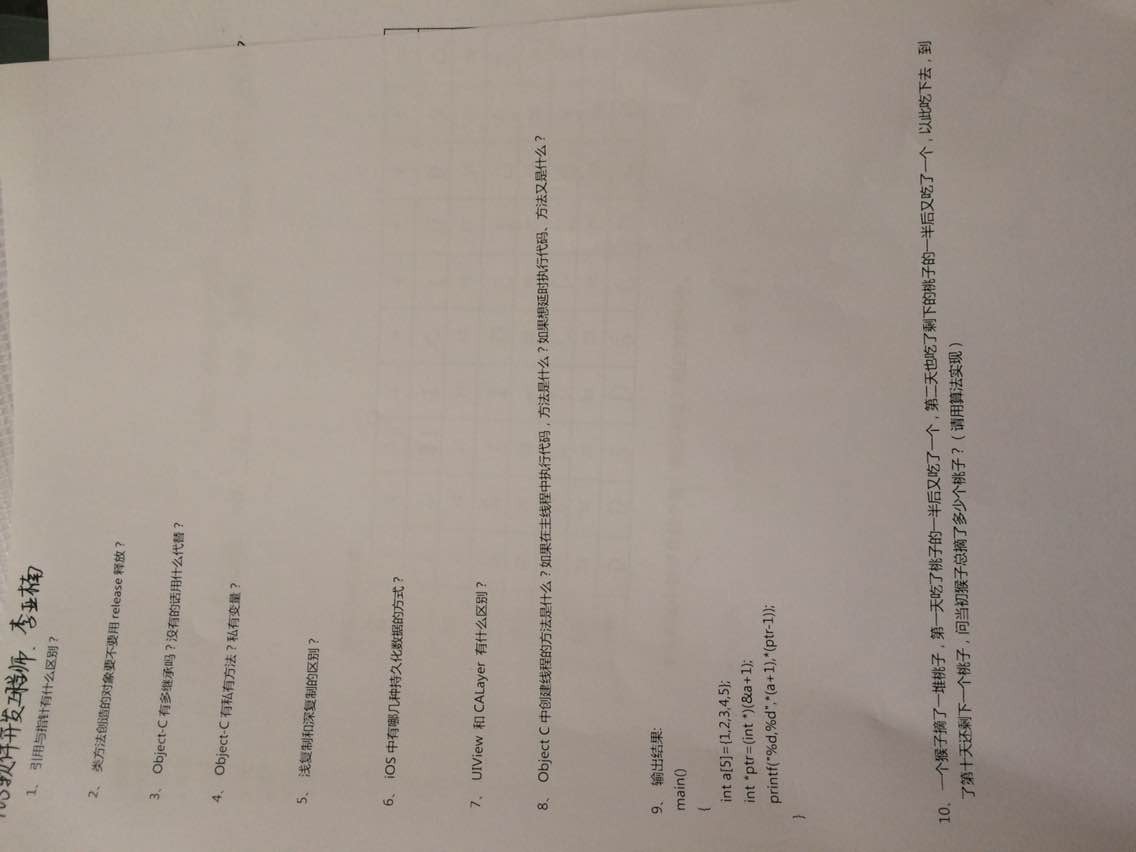 iOS软件开发工程师、李亚楠
1、 引用与指针有什么区别？
2、 类方法创造的对象要不要用 release 释放？
3、 Object-C 有多继承吗？没有的话用什么代替？
4、 Object-C 有私有方法？私有变量？
5、 浅复制和深复制的区别？
6、 iOS 中有哪几种持久化数据的方式？
7、 UIView 和 CALayer 有什么区别？
8、 Object C 中创建线程的方法是什么？如果在主线程中执行代码，方法是什么？如果想延时执行代码、方法又是什么？
9、 输出结果:
main()
{
int a[5]={1,2,3,4,5};
int *ptr=(int *)(&a+1);
printf("%d,%d",*(a+1),*(ptr-1));
}
10、 一个猴子摘了一堆桃子，第一天吃了桃子的一半后又吃了一个，第二天也吃了剩下的桃子的一半后又吃了一个，以此吃下去，到
了第十天还剩下一个桃子，问当初猴子总摘了多少个桃子？（请用算法实现）